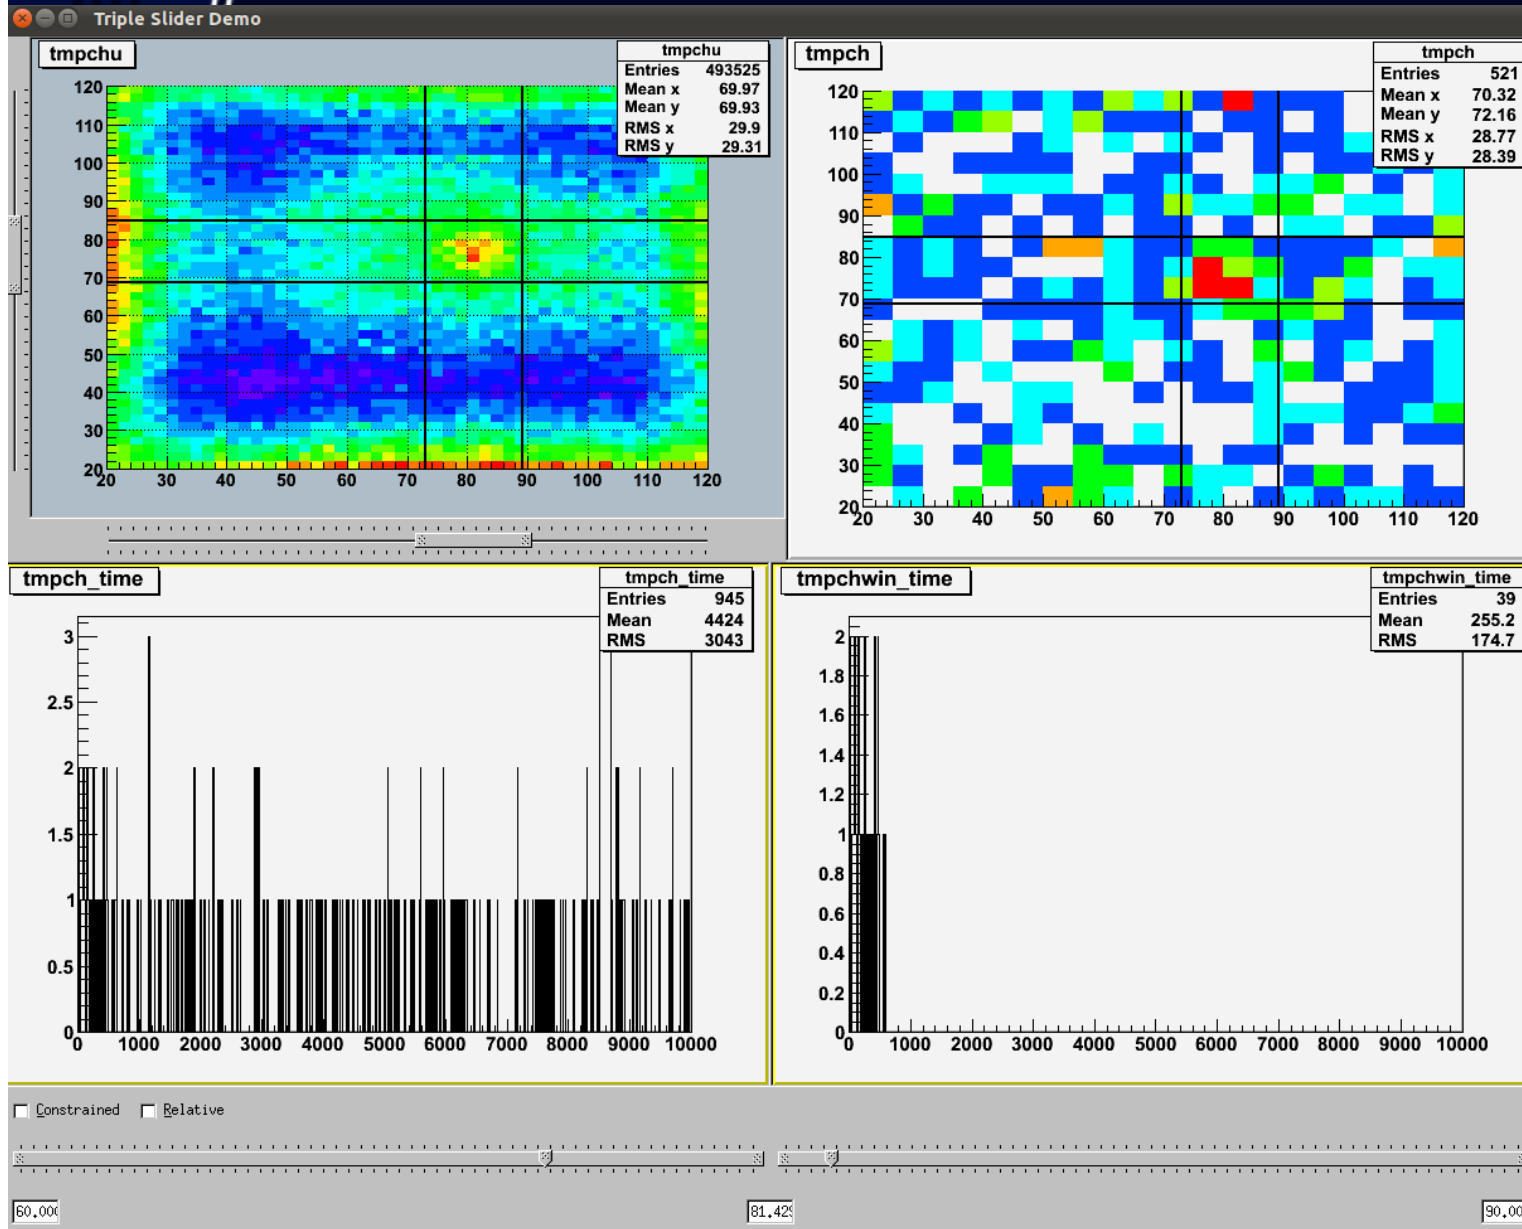 Triple Slider Demo
tmpchu
tmpchu
Entries 493525
Mean x 69.97
Mean y 69.93
RMS x 29.9
RMS y 29.31
120
110
100
90
80
70
60
50
40
30
20
20 30 40 50 60 70 80 90 100 110 120
tmpch
tmpch
Entries 521
Mean x 70.32
Mean y 72.16
RMS x 28.77
RMS y 28.39
120
110
100
90
80
70
60
50
40
30
20
20 30 40 50 60 70 80 90 100 110 120
tmpch_time
tmpch_time
Entries 945
Mean 4424
RMS 3043
3
2.5
2
1.5
1
0.5
0
0 1000 2000 3000 4000 5000 6000 7000 8000 9000 10000
tmpchwin_time
tmpchwin_time
Entries 39
Mean 255.2
RMS 174.7
2
1.8
1.6
1.4
1.2
1
0.8
0.6
0.4
0.2
0
0 1000 2000 3000 4000 5000 6000 7000 8000 9000 10000
Constrained Relative
60.000 81.429 90.00